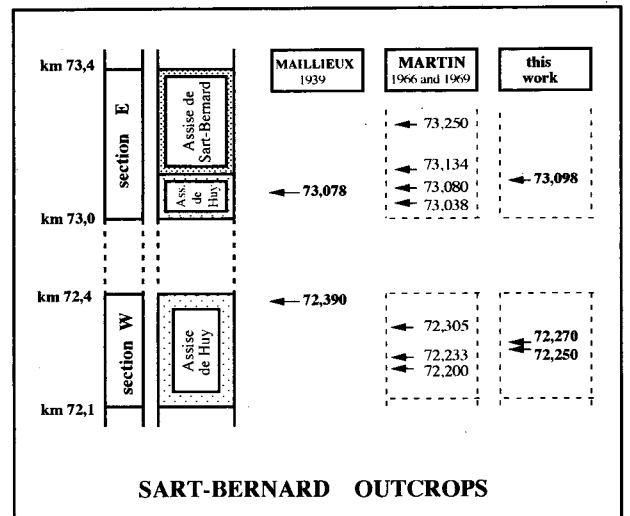 MAILLIEUX
1939
MARTIN
1966 and 1969
this
work
km 73,4
section E
Assise de
Sart-Bernard
Ass.
de
Huy
km 73,0
73,078
73,250
73,134
73,080
73,038
73,098
km 72,4
section W
Assise
de Huy
km 72,1
72,390
72,305
72,233
72,200
72,270
72,250
SART-BERNARD OUTCROPS